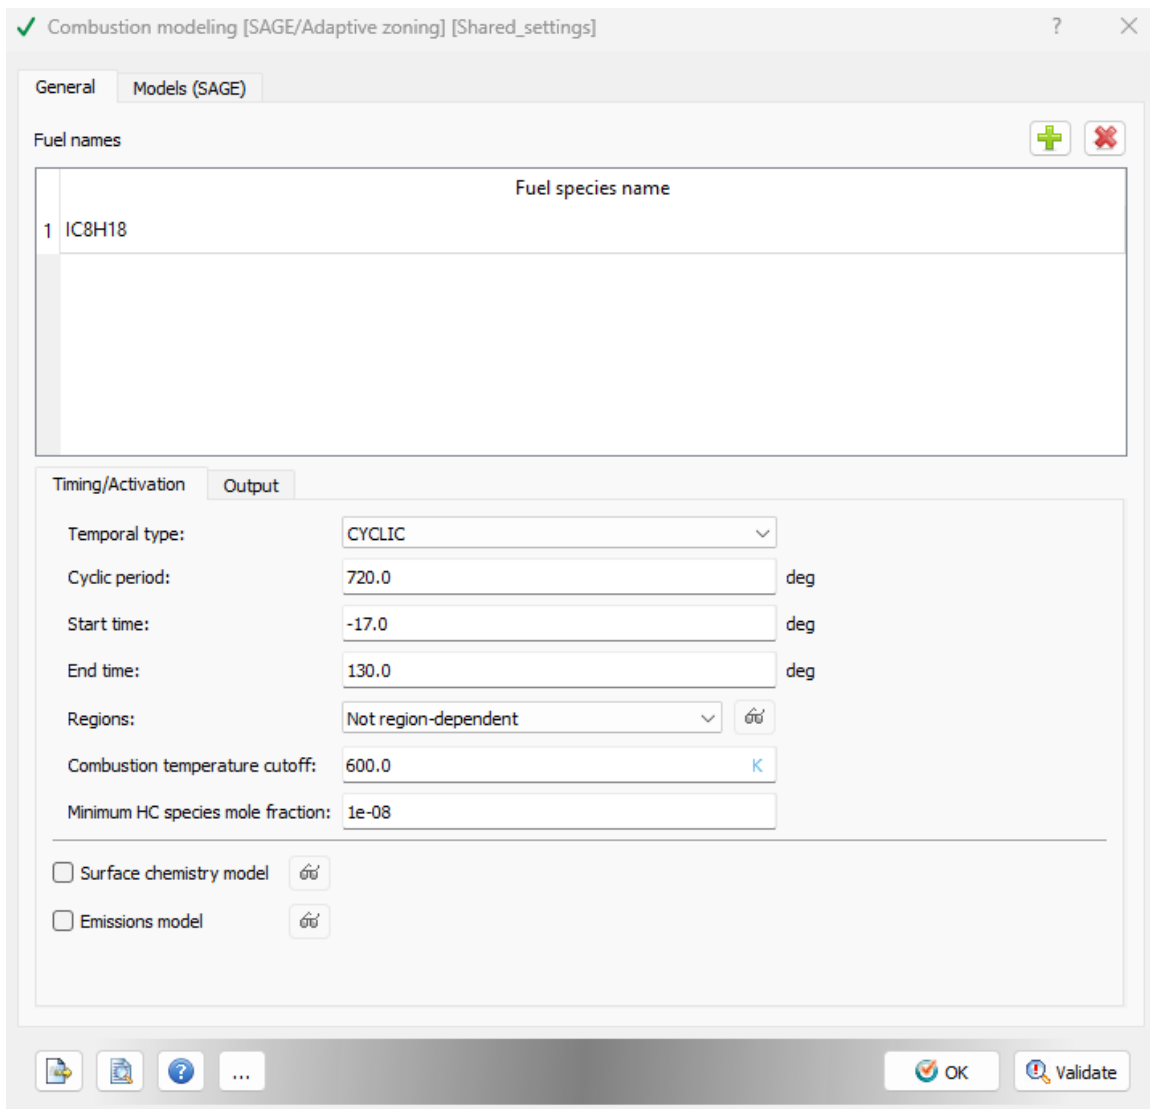 Combustion modeling [SAGE/Adaptive zoning] [Shared_settings] ?
General Models (SAGE)
Fuel names
Fuel species name
1 IC8H18
Timing/Activation Output
Temporal type: CYCLIC
Cyclic period: 720.0 deg
Start time: -17.0 deg
End time: 130.0 deg
Regions: Not region-dependent
Combustion temperature cutoff: 600.0 K
Minimum HC species mole fraction: 1e-08
Surface chemistry model
Emissions model
? ... OK Validate